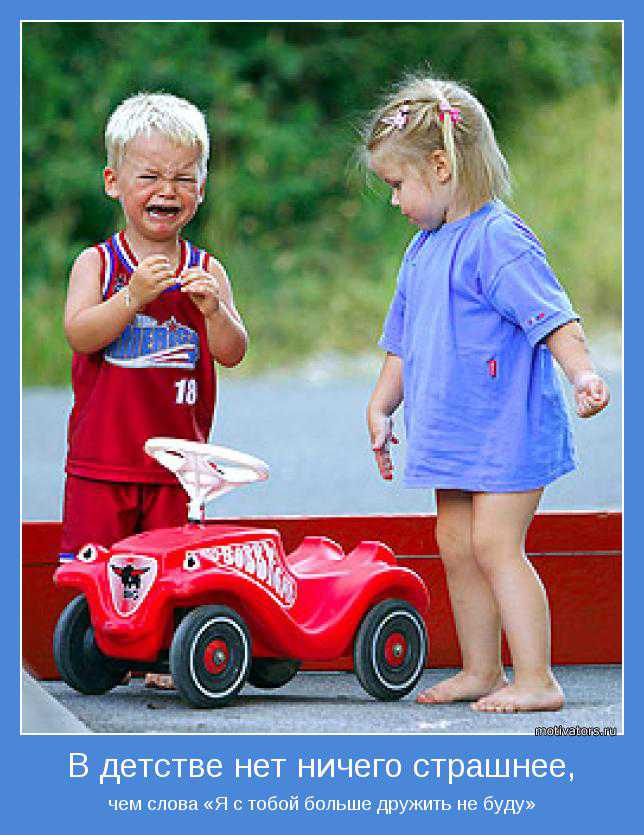 18
motivators.ru
В детстве нет ничего страшнее,
чем слова «Я с тобой больше дружить не буду»